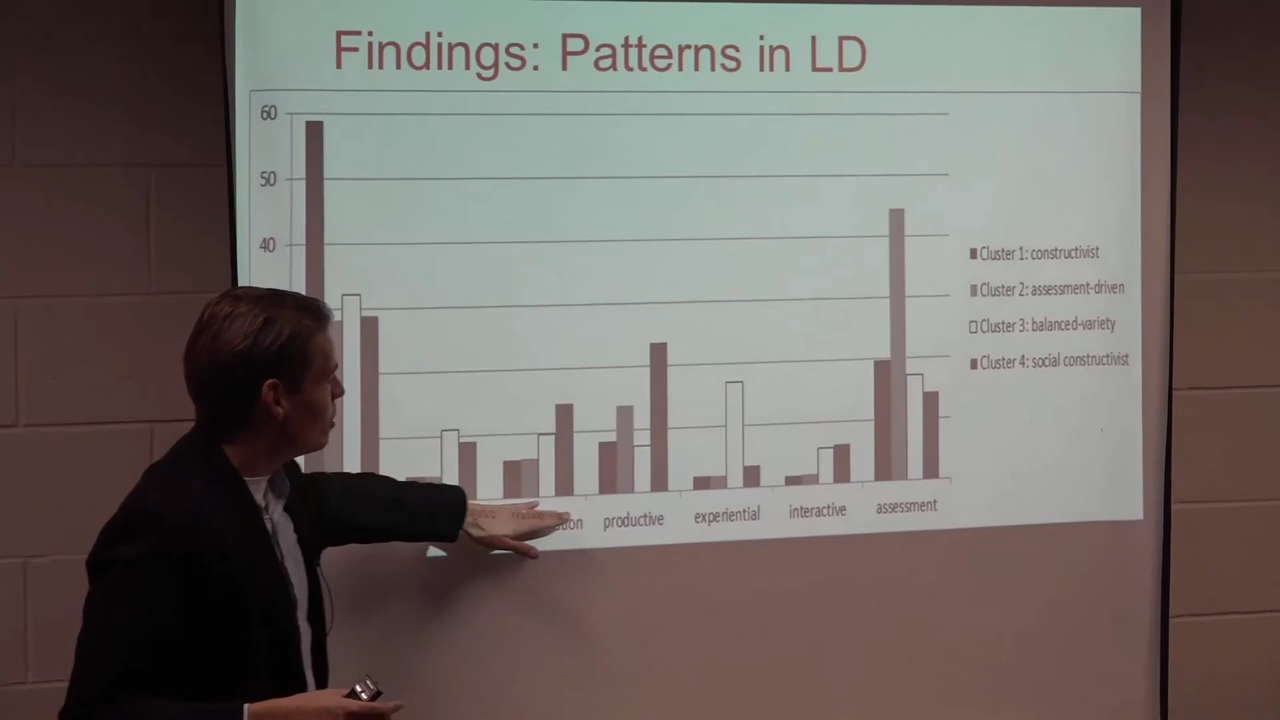 Findings: Patterns in LD
60
50
40
Cluster 1: constructivist
Cluster 2: assessment-driven
Cluster 3: balanced-variety
Cluster 4: social constructivist
productive
experiential
interactive
assessment